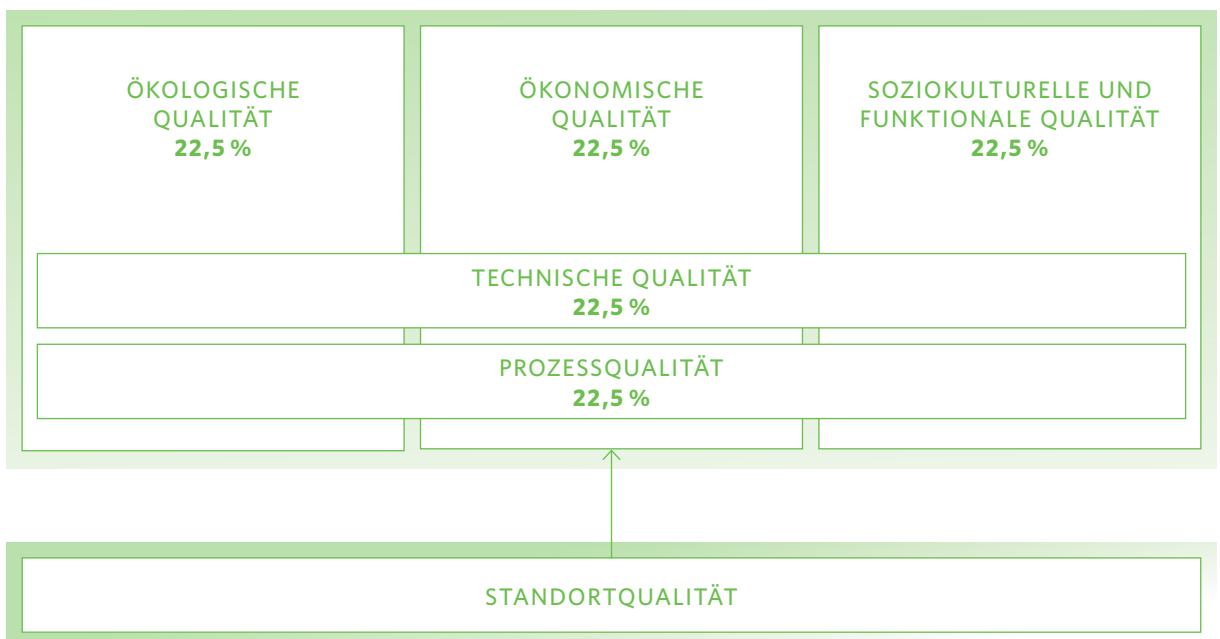 ÖKOLOGISCHE
QUALITÄT
22,5 %
ÖKONOMISCHE
QUALITÄT
22,5 %
SOZIOKULTURELLE UND
FUNKTIONALE QUALITÄT
22,5 %
TECHNISCHE QUALITÄT
22,5 %
PROZESSQUALITÄT
22,5 %
STANDORTQUALITÄT